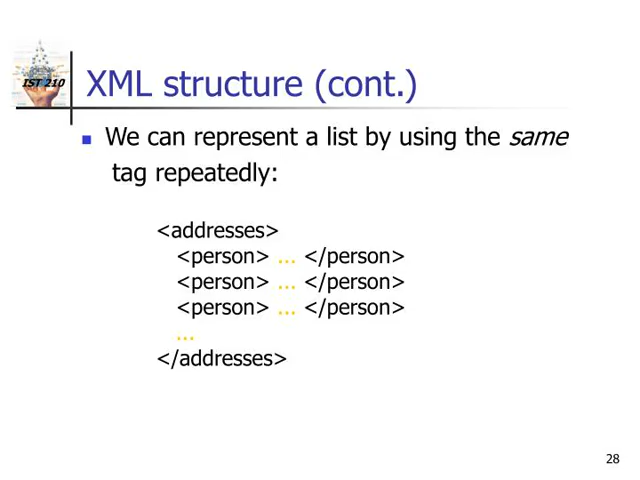 IST 210
XML structure (cont.)
We can represent a list by using the same
tag repeatedly:
<addresses>
<person> ... </person>
<person> ... </person>
<person> ... </person>
...
</addresses>
28